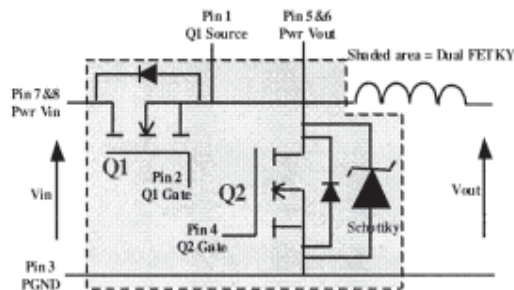 Pin 1
Q1 Source
Pin 5&6
Pwr Vout
Shaded area = Dual FETKY
Pin 7&8
Pwr Vin
Q1
Pin 2
Q1 Gate
Q2
Vin
Vout
Pin 4
Q2 Gate
Schottky
Pin 3
PGND